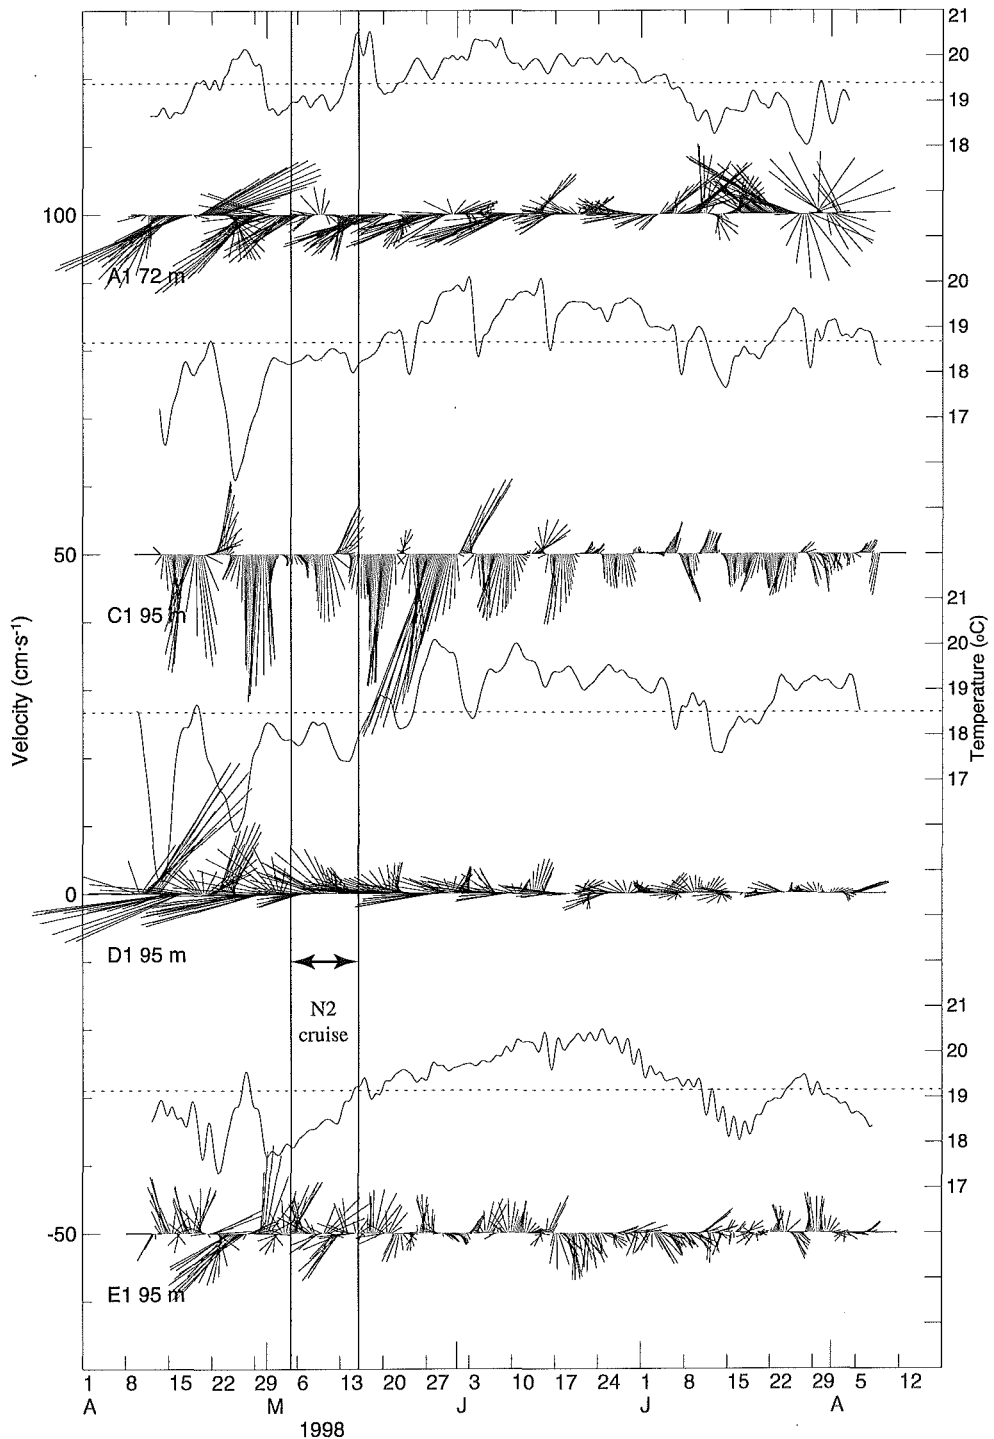 21
20
19
18
100
A1 72 m
20
19
18
17
50
C1 95 m
21
20
19
18
17
Velocity (cm·s-1)
Temperature (oC)
0
D1 95 m
N2
cruise
21
20
19
18
17
-50
E1 95 m
1 8 15 22 29 6 13 20 27 3 10 17 24 1 8 15 22 29 5 12
A M J J A
1998